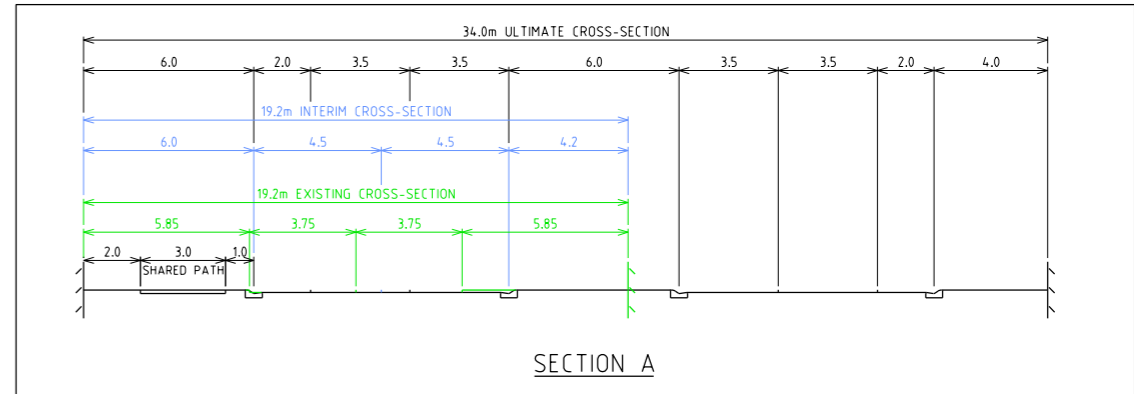 34.0m ULTIMATE CROSS-SECTION
6.0 2.0 3.5 3.5 6.0 3.5 3.5 2.0 4.0
19.2m INTERIM CROSS-SECTION
6.0 4.5 4.5 4.2
19.2m EXISTING CROSS-SECTION
5.85 3.75 3.75 5.85
2.0 3.0 1.0
SHARED PATH
SECTION A